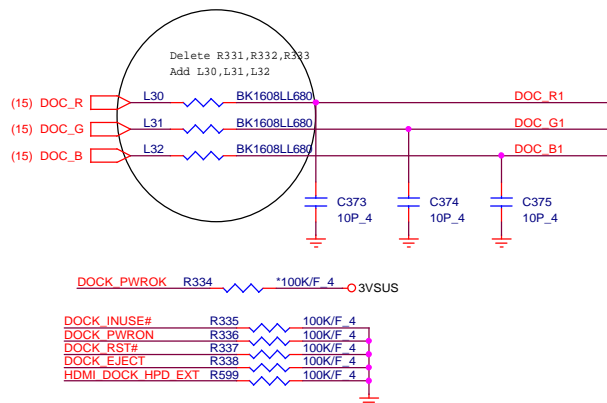 Delete R331,R332,R333
Add L30,L31,L32
(15) DOC_R L30 BK1608LL680 DOC_R1
(15) DOC_G L31 BK1608LL680 DOC_G1
(15) DOC_B L32 BK1608LL680 DOC_B1
C373 C374 C375
10P_4 10P_4 10P_4
DOCK_PWROK R334 *100K/F_4 3VSUS
DOCK_INUSE# R335 100K/F_4
DOCK_PWRON R336 100K/F_4
DOCK_RST# R337 100K/F_4
DOCK_EJECT R338 100K/F_4
HDMI_DOCK_HPD_EXT R599 100K/F_4